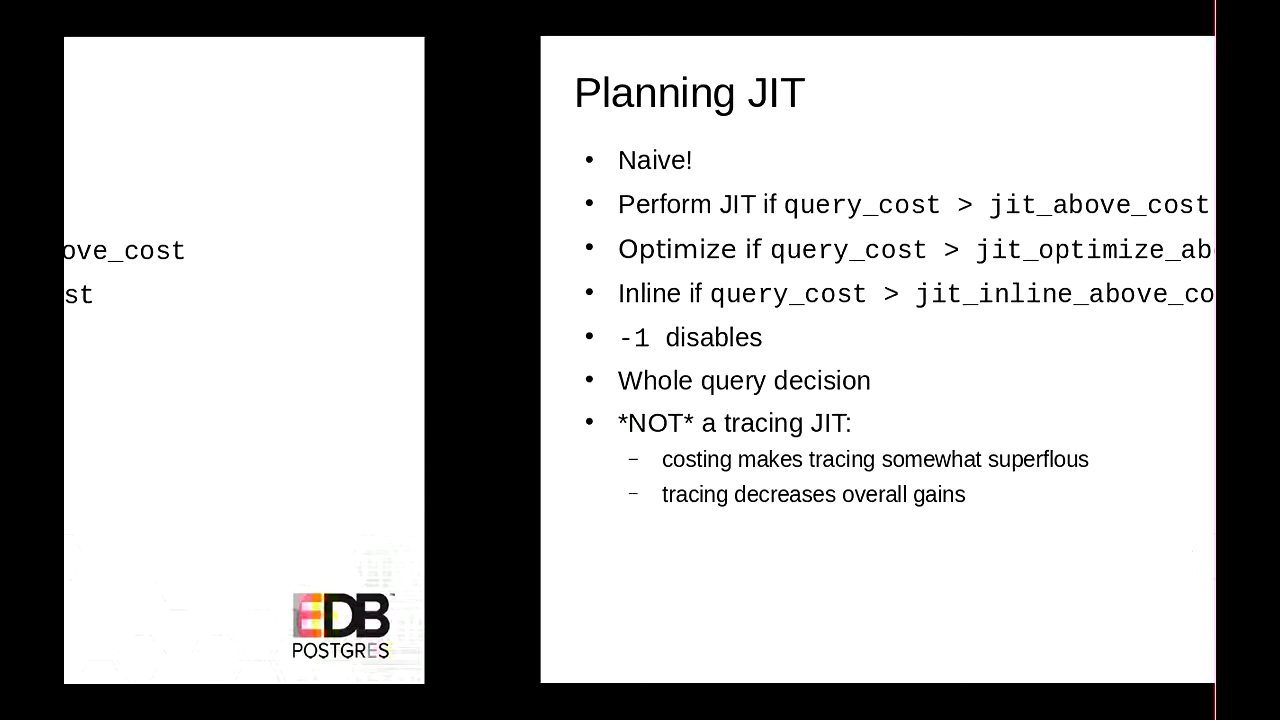 ove_cost
st
EDB™
POSTGRES
Planning JIT
• Naive!
• Perform JIT if query_cost > jit_above_cost
• Optimize if query_cost > jit_optimize_ab
• Inline if query_cost > jit_inline_above_co
• -1 disables
• Whole query decision
• *NOT* a tracing JIT:
– costing makes tracing somewhat superflous
– tracing decreases overall gains